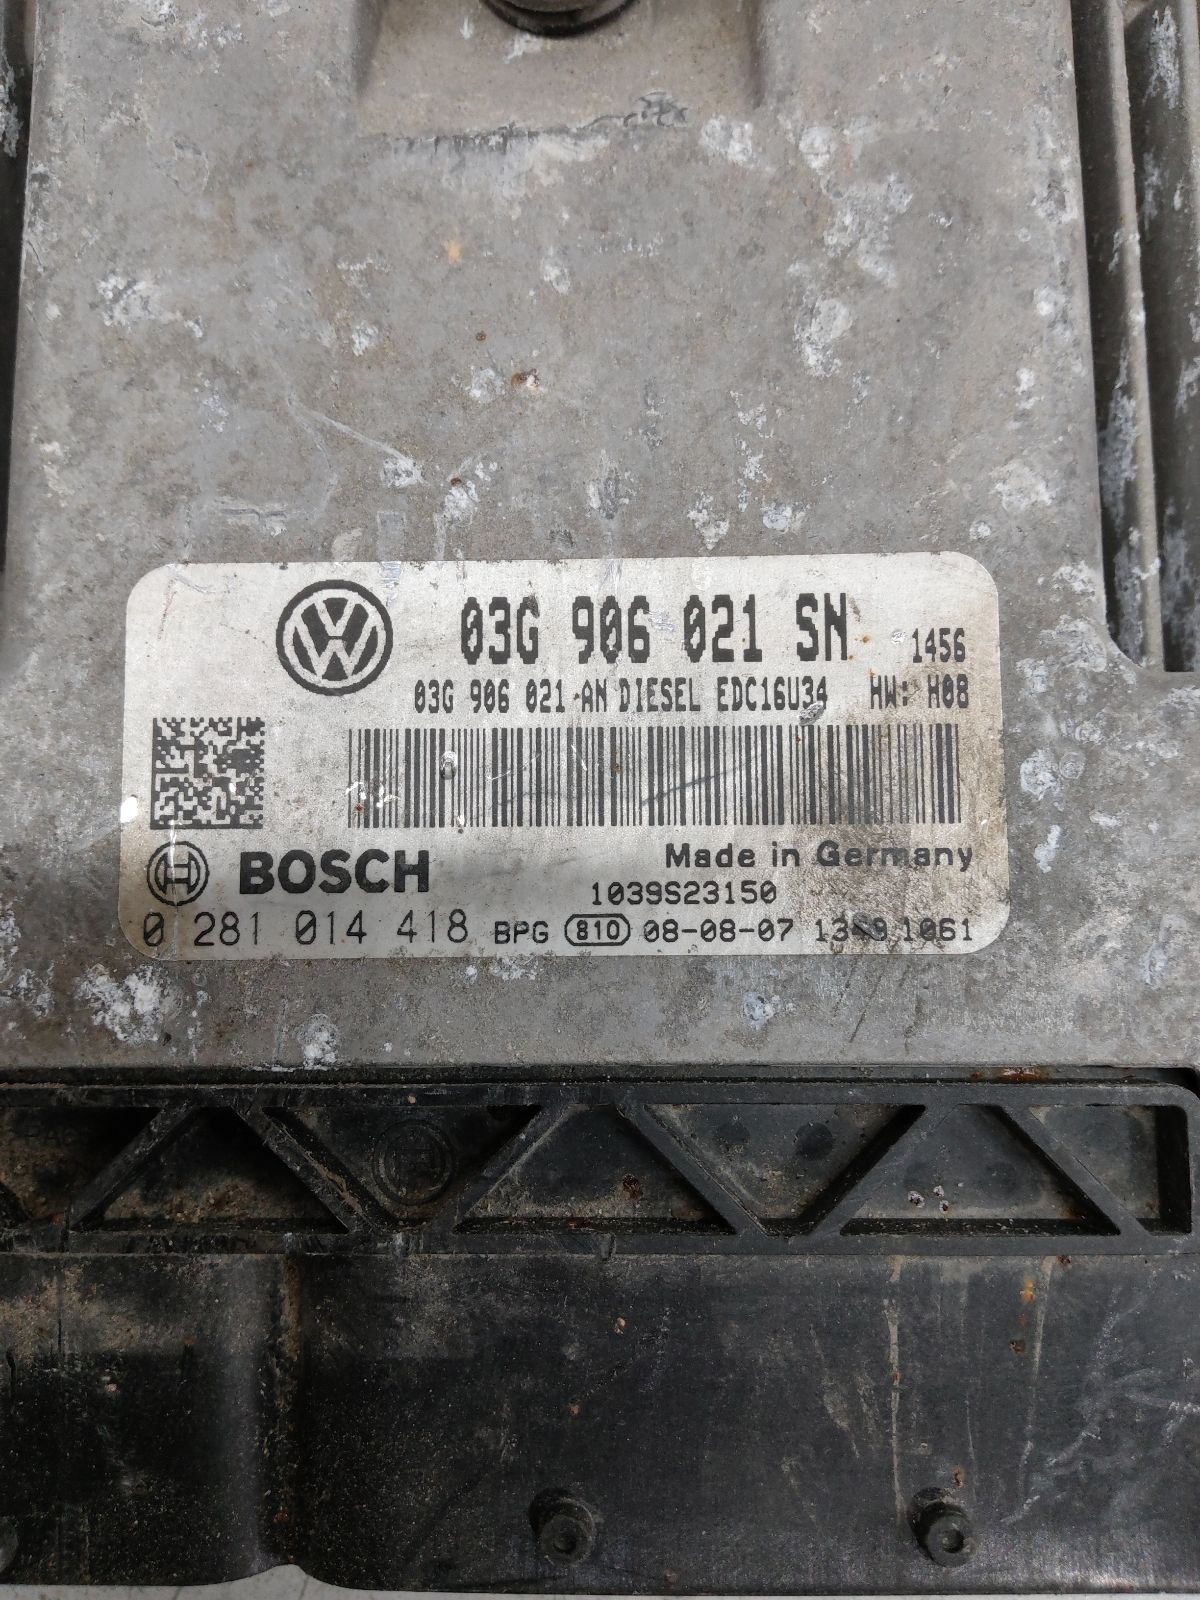 03G 906 021 SN 1456
03G 906 021 AN DIESEL EDC16U34 HW: H08
BOSCH
Made in Germany
1039S23150
0 281 014 418 BPG 810 08-08-07 1061